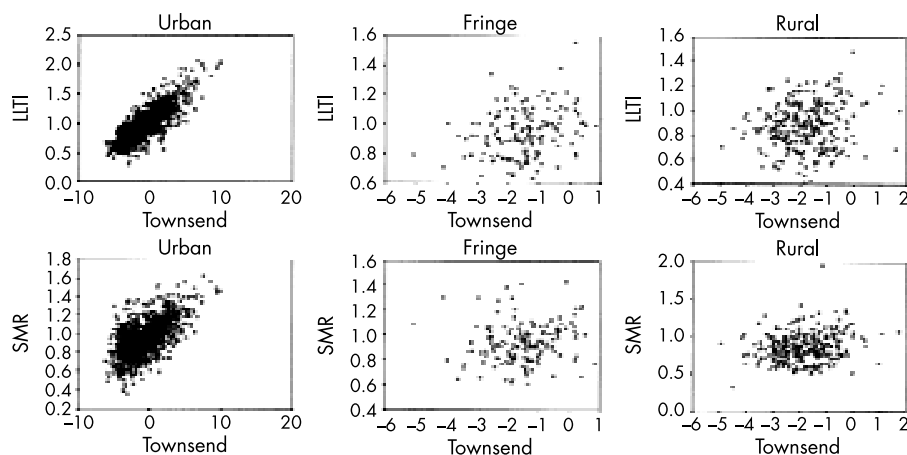 Urban
Fringe
Rural
LLTI
2.5
2.0
1.5
1.0
0.5
0.0
−10 0 10 20
Townsend
LLTI
1.6
1.4
1.2
1.0
0.8
0.6
−6 −5 −4 −3 −2 −1 0 1
Townsend
LLTI
1.6
1.4
1.2
1.0
0.8
0.6
0.4
−6 −5 −4 −3 −2 −1 0 1 2
Townsend
Urban
Fringe
Rural
SMR
1.8
1.6
1.4
1.2
1.0
0.8
0.6
0.4
0.2
−10 0 10 20
Townsend
SMR
1.6
1.4
1.2
1.0
0.8
0.6
0.4
−6 −5 −4 −3 −2 −1 0 1
Townsend
SMR
2.0
1.5
1.0
0.5
0.0
−6 −5 −4 −3 −2 −1 0 1 2
Townsend